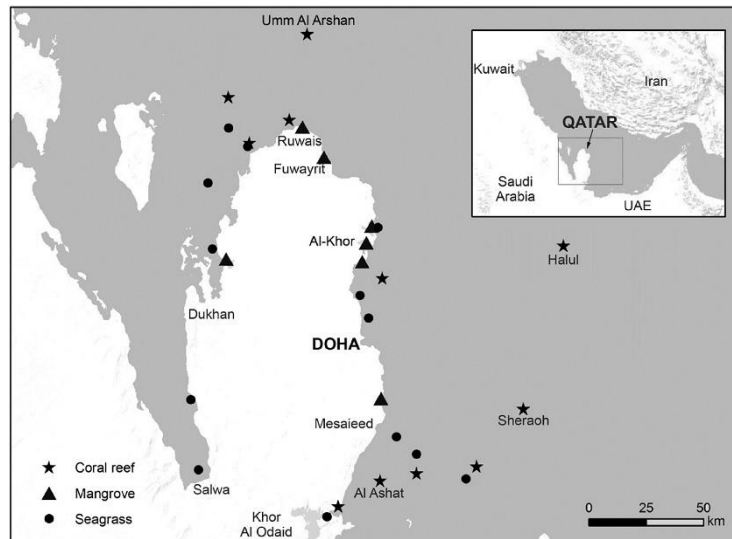 Umm Al Arshan
Kuwait
Iran
QATAR
Saudi
Arabia
UAE
Ruwais
Fuwayrit
Al-Khor
Halul
Dukhan
DOHA
Mesaieed
Sheraoh
Coral reef
Mangrove
Seagrass
Salwa
Al Ashat
Khor
Al Odaid
0 25 50
km